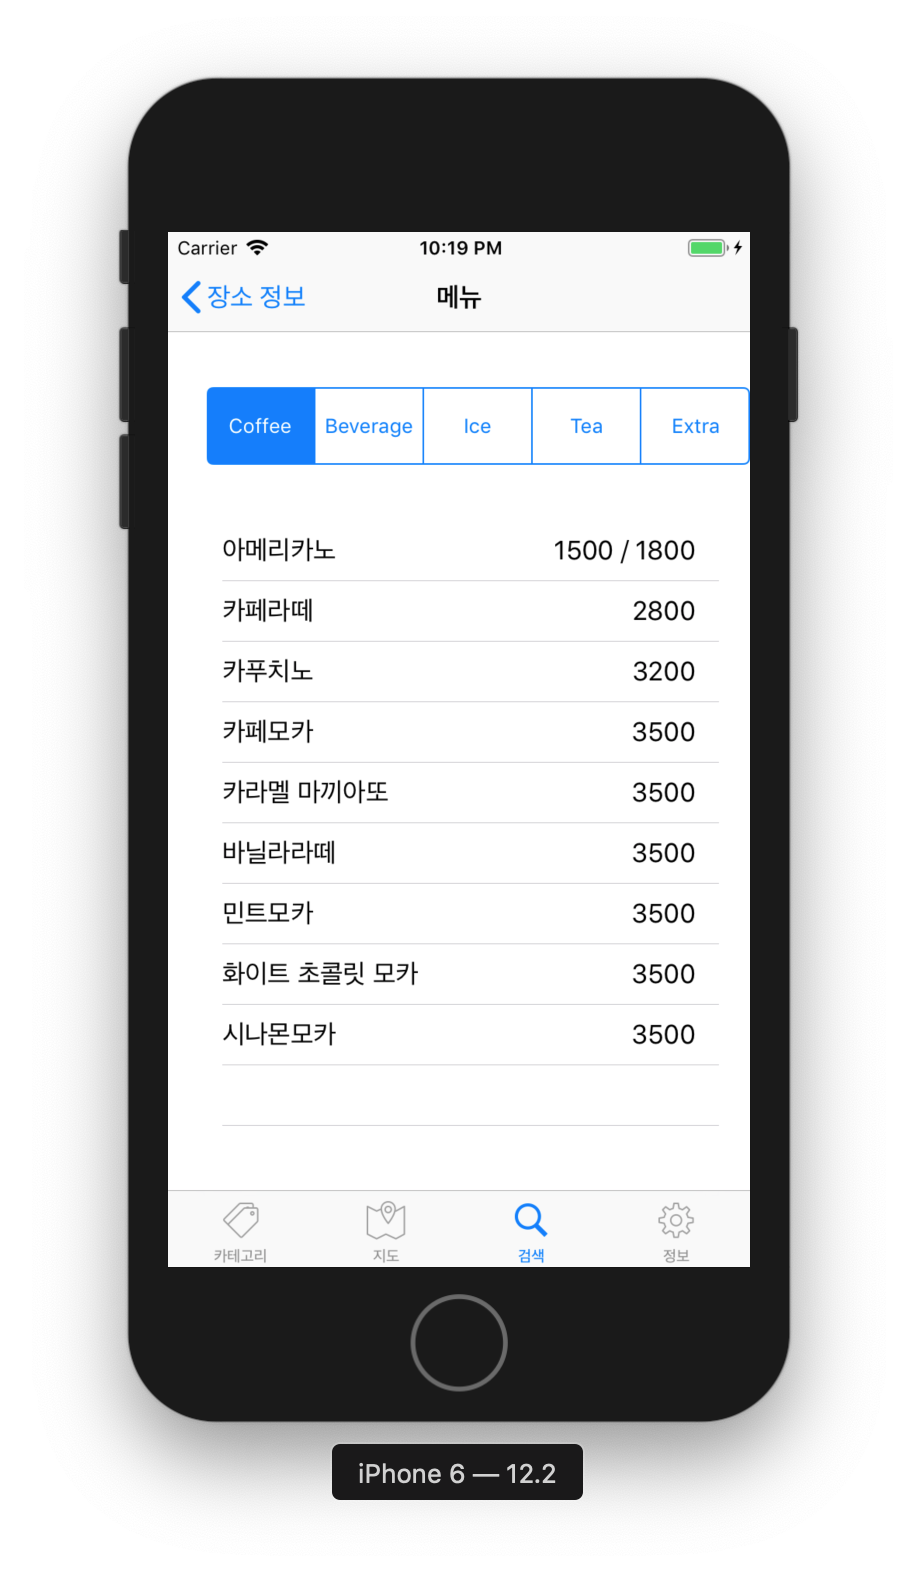 Carrier 10:19 PM
장소 정보 메뉴
Coffee Beverage Ice Tea Extra
아메리카노 1500 / 1800
카페라떼 2800
카푸치노 3200
카페모카 3500
카라멜 마끼아또 3500
바닐라라떼 3500
민트모카 3500
화이트 초콜릿 모카 3500
시나몬모카 3500
카테고리 지도 검색 정보
iPhone 6 — 12.2